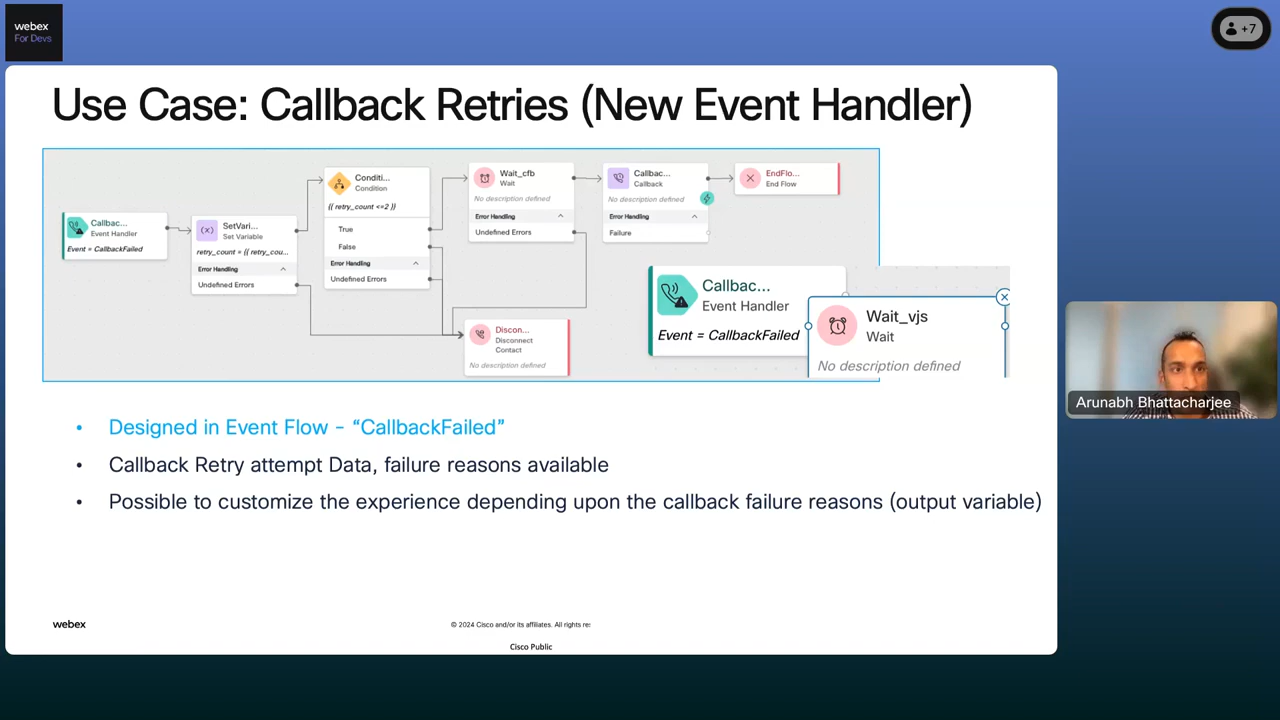 webex
For Devs
+7
Use Case: Callback Retries (New Event Handler)
Callbac...
Event Handler
Event = CallbackFailed
SetVari...
Set Variable
retry_count = {{ retry_cou...
Error Handling
Undefined Errors
Conditi...
Condition
{{ retry_count <=2 }}
True
False
Error Handling
Undefined Errors
Wait_cfb
Wait
No description defined
Error Handling
Undefined Errors
Callbac...
Callback
No description defined
Error Handling
Failure
EndFlo...
End Flow
Discon...
Disconnect
Contact
No description defined
Callbac...
Event Handler
Event = CallbackFailed
Wait_vjs
Wait
No description defined
Arunabh Bhattacharjee
• Designed in Event Flow - “CallbackFailed”
• Callback Retry attempt Data, failure reasons available
• Possible to customize the experience depending upon the callback failure reasons (output variable)
webex
© 2024 Cisco and/or its affiliates. All rights re
Cisco Public